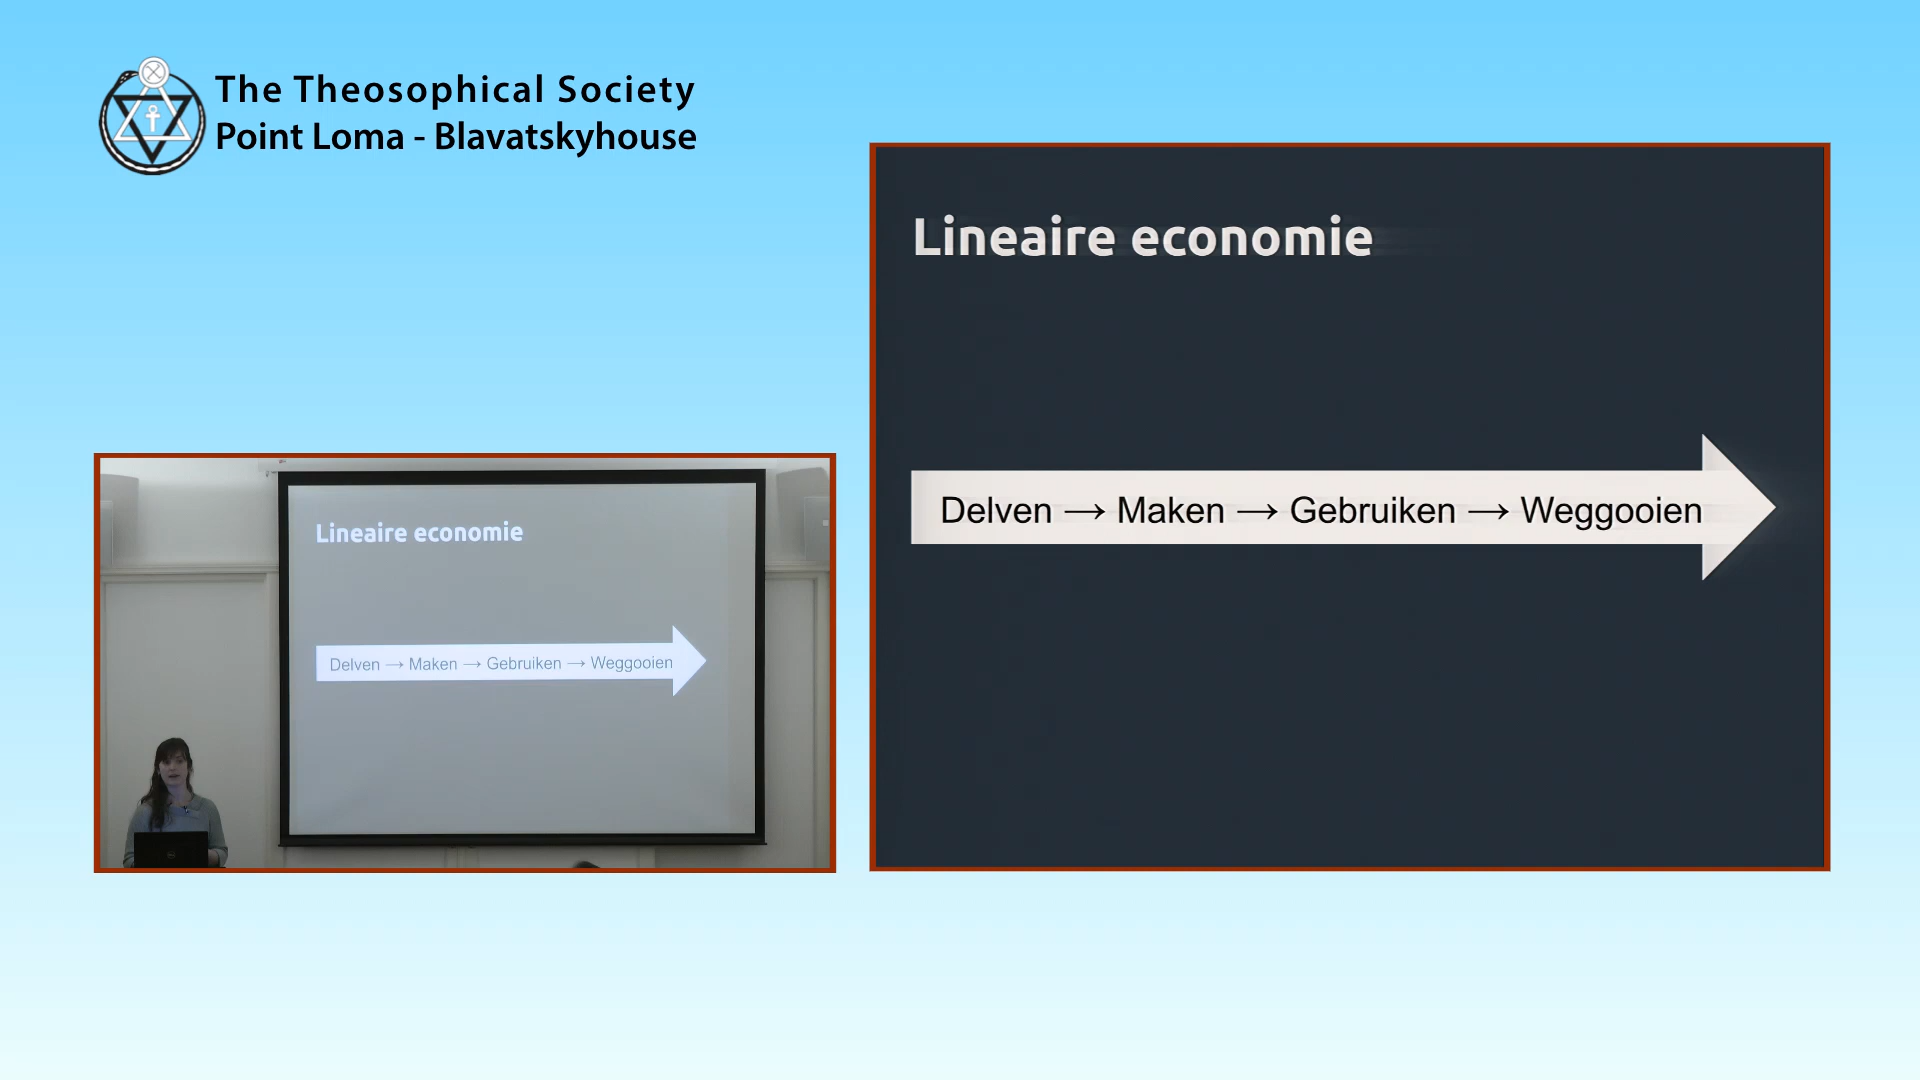 The Theosophical Society
Point Loma - Blavatskyhouse
Lineaire economie
Delven → Maken → Gebruiken → Weggooien
Lineaire economie
Delven → Maken → Gebruiken → Weggooien